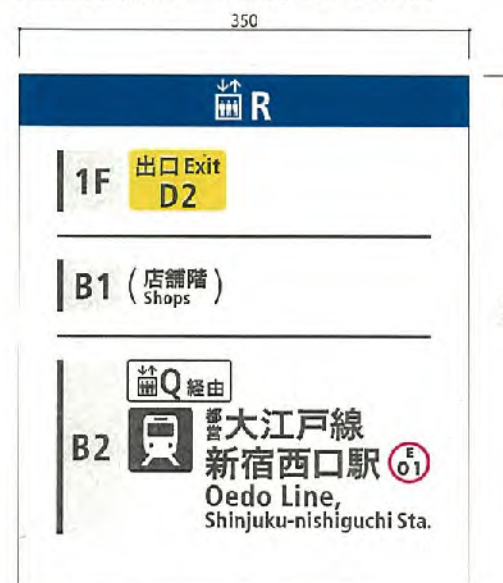 350
R
1F
出口 Exit
D2
B1
(店舗階)
Shops
Q 経由
B2
都営 大江戸線
新宿西口駅 E 01
Oedo Line,
Shinjuku-nishiguchi Sta.